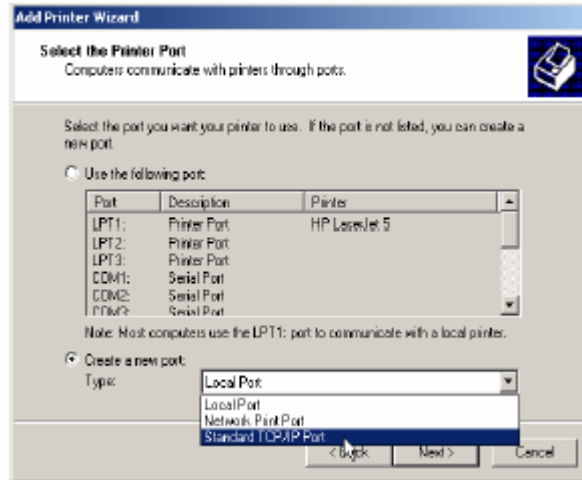 Add Printer Wizard
Select the Printer Port
Computers communicate with printers through ports.
Select the port you want your printer to use. If the port is not listed, you can create a
new port.
Use the following port:
Port Description Printer
LPT1: Printer Port HP LaserJet 5
LPT2: Printer Port
LPT3: Printer Port
COM1: Serial Port
COM2: Serial Port
COM3: Serial Port
Note: Most computers use the LPT1: port to communicate with a local printer.
Create a new port:
Type: Local Port
Local Port
Network Print Port
Standard TCP/IP Port
< Back Next > Cancel